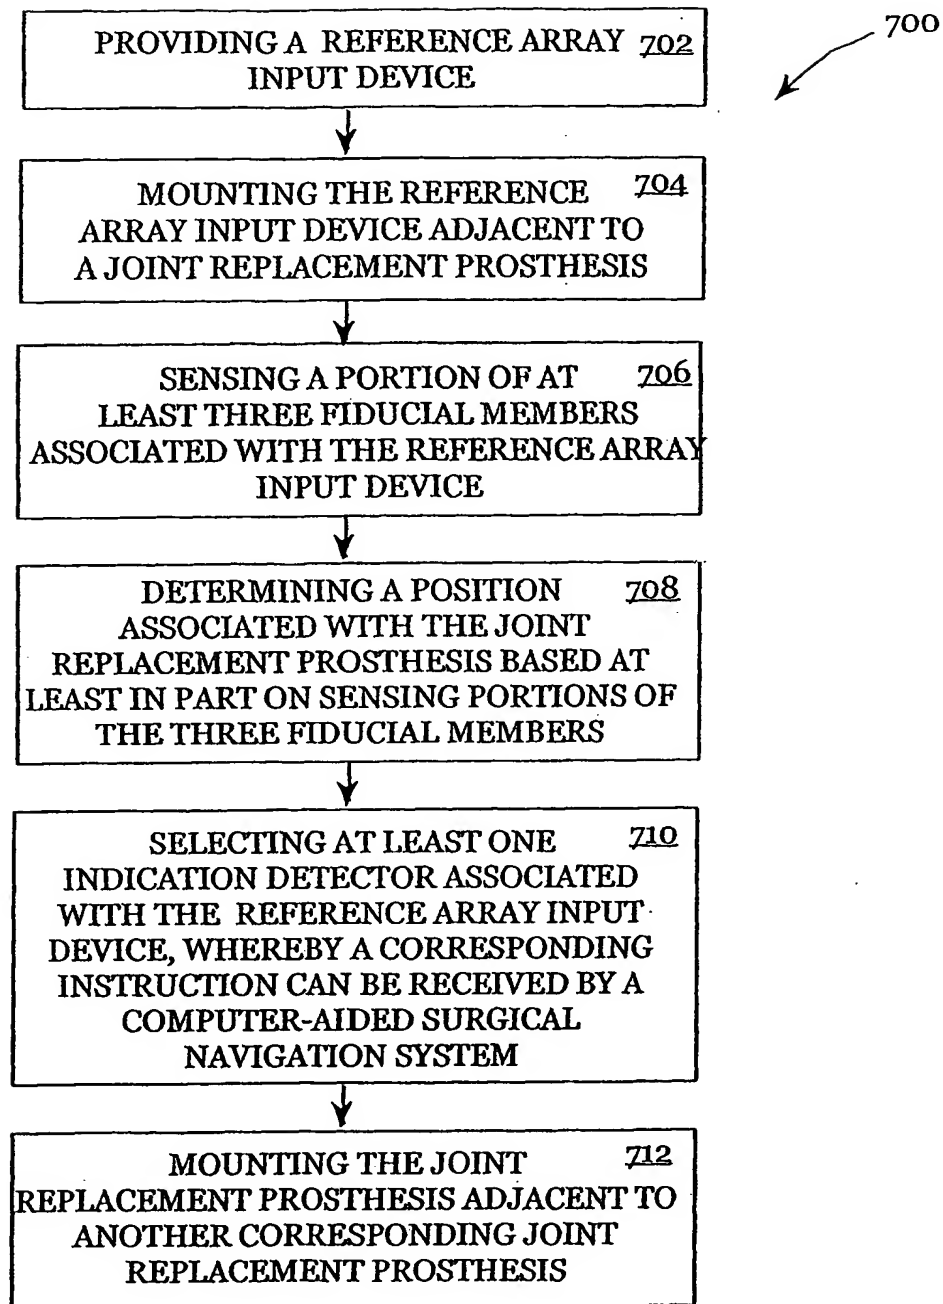 700
PROVIDING A REFERENCE ARRAY 702
INPUT DEVICE
MOUNTING THE REFERENCE 704
ARRAY INPUT DEVICE ADJACENT TO
A JOINT REPLACEMENT PROSTHESIS
SENSING A PORTION OF AT 706
LEAST THREE FIDUCIAL MEMBERS
ASSOCIATED WITH THE REFERENCE ARRAY
INPUT DEVICE
DETERMINING A POSITION 708
ASSOCIATED WITH THE JOINT
REPLACEMENT PROSTHESIS BASED AT
LEAST IN PART ON SENSING PORTIONS OF
THE THREE FIDUCIAL MEMBERS
SELECTING AT LEAST ONE 710
INDICATION DETECTOR ASSOCIATED
WITH THE REFERENCE ARRAY INPUT
DEVICE, WHEREBY A CORRESPONDING
INSTRUCTION CAN BE RECEIVED BY A
COMPUTER-AIDED SURGICAL
NAVIGATION SYSTEM
MOUNTING THE JOINT 712
REPLACEMENT PROSTHESIS ADJACENT TO
ANOTHER CORRESPONDING JOINT
REPLACEMENT PROSTHESIS